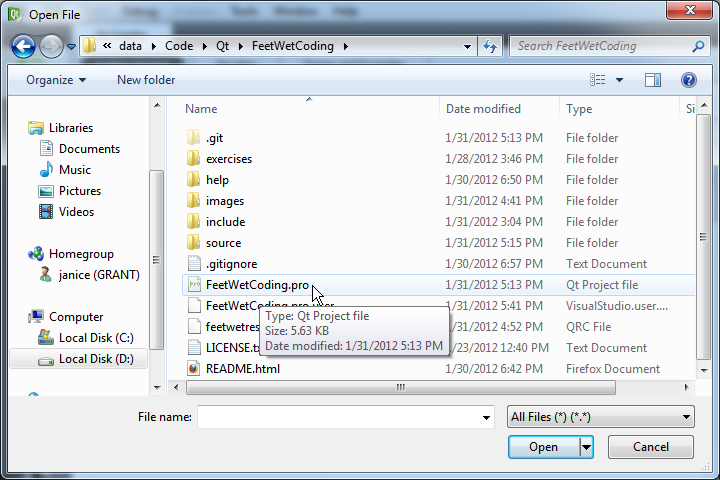 Open File
« data Code Qt FeetWetCoding Search FeetWetCoding
Organize New folder
Name Date modified Type
Libraries
Documents
Music
Pictures
Videos
Homegroup
janice (GRANT)
Computer
Local Disk (C:)
Local Disk (D:)
.git 1/31/2012 5:13 PM File folder
exercises 1/28/2012 3:46 PM File folder
help 1/30/2012 6:50 PM File folder
images 1/31/2012 4:41 PM File folder
include 1/31/2012 3:04 PM File folder
source 1/31/2012 5:15 PM File folder
.gitignore 1/30/2012 6:57 PM Text Document
FeetWetCoding.pro 1/31/2012 5:13 PM Qt Project file
FeetWetCoding.pro.user 1/31/2012 5:41 PM VisualStudio.user....
feetwetres 1/31/2012 4:52 PM QRC File
LICENSE.tx /23/2012 12:40 PM Text Document
README.html 1/30/2012 6:42 PM Firefox Document
Type: Qt Project file
Size: 5.63 KB
Date modified: 1/31/2012 5:13 PM
File name: All Files (*) (*.*)
Open Cancel